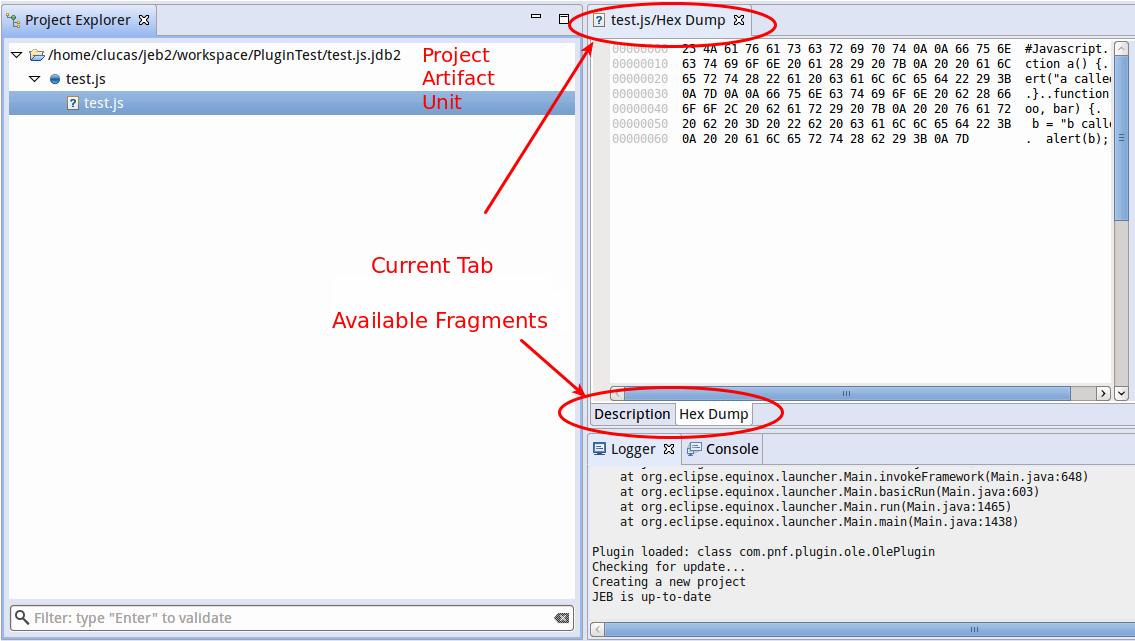 Project Explorer
/home/clucas/jeb2/workspace/PlugInTest/test.js.jdb2 Project
test.js Artifact
test.js Unit
Current Tab
Available Fragments
Filter: type "Enter" to validate
test.js/Hex Dump
00000000 23 4A 61 76 61 73 63 72 69 70 74 0A 0A 66 75 6E #Javascript.
00000010 63 74 69 6F 6E 20 61 28 29 20 7B 0A 20 20 61 6C ction a() {.
00000020 65 72 74 28 22 61 20 63 61 6C 6C 65 64 22 29 3B ert("a calle
00000030 0A 7D 0A 0A 66 75 6E 63 74 69 6F 6E 20 62 28 66 .}..function
00000040 6F 6F 2C 20 62 61 72 29 20 7B 0A 20 20 76 61 72 oo, bar) {.
00000050 20 62 20 3D 20 22 62 20 63 61 6C 6C 65 64 22 3B b = "b calle
00000060 0A 20 20 61 6C 65 72 74 28 62 29 3B 0A 7D . alert(b);
Description Hex Dump
Logger Console
at org.eclipse.equinox.launcher.Main.invokeFramework(Main.java:648)
at org.eclipse.equinox.launcher.Main.basicRun(Main.java:603)
at org.eclipse.equinox.launcher.Main.run(Main.java:1465)
at org.eclipse.equinox.launcher.Main.main(Main.java:1438)
Plugin loaded: class com.pnf.plugin.ole.OlePlugin
Checking for update...
Creating a new project
JEB is up-to-date